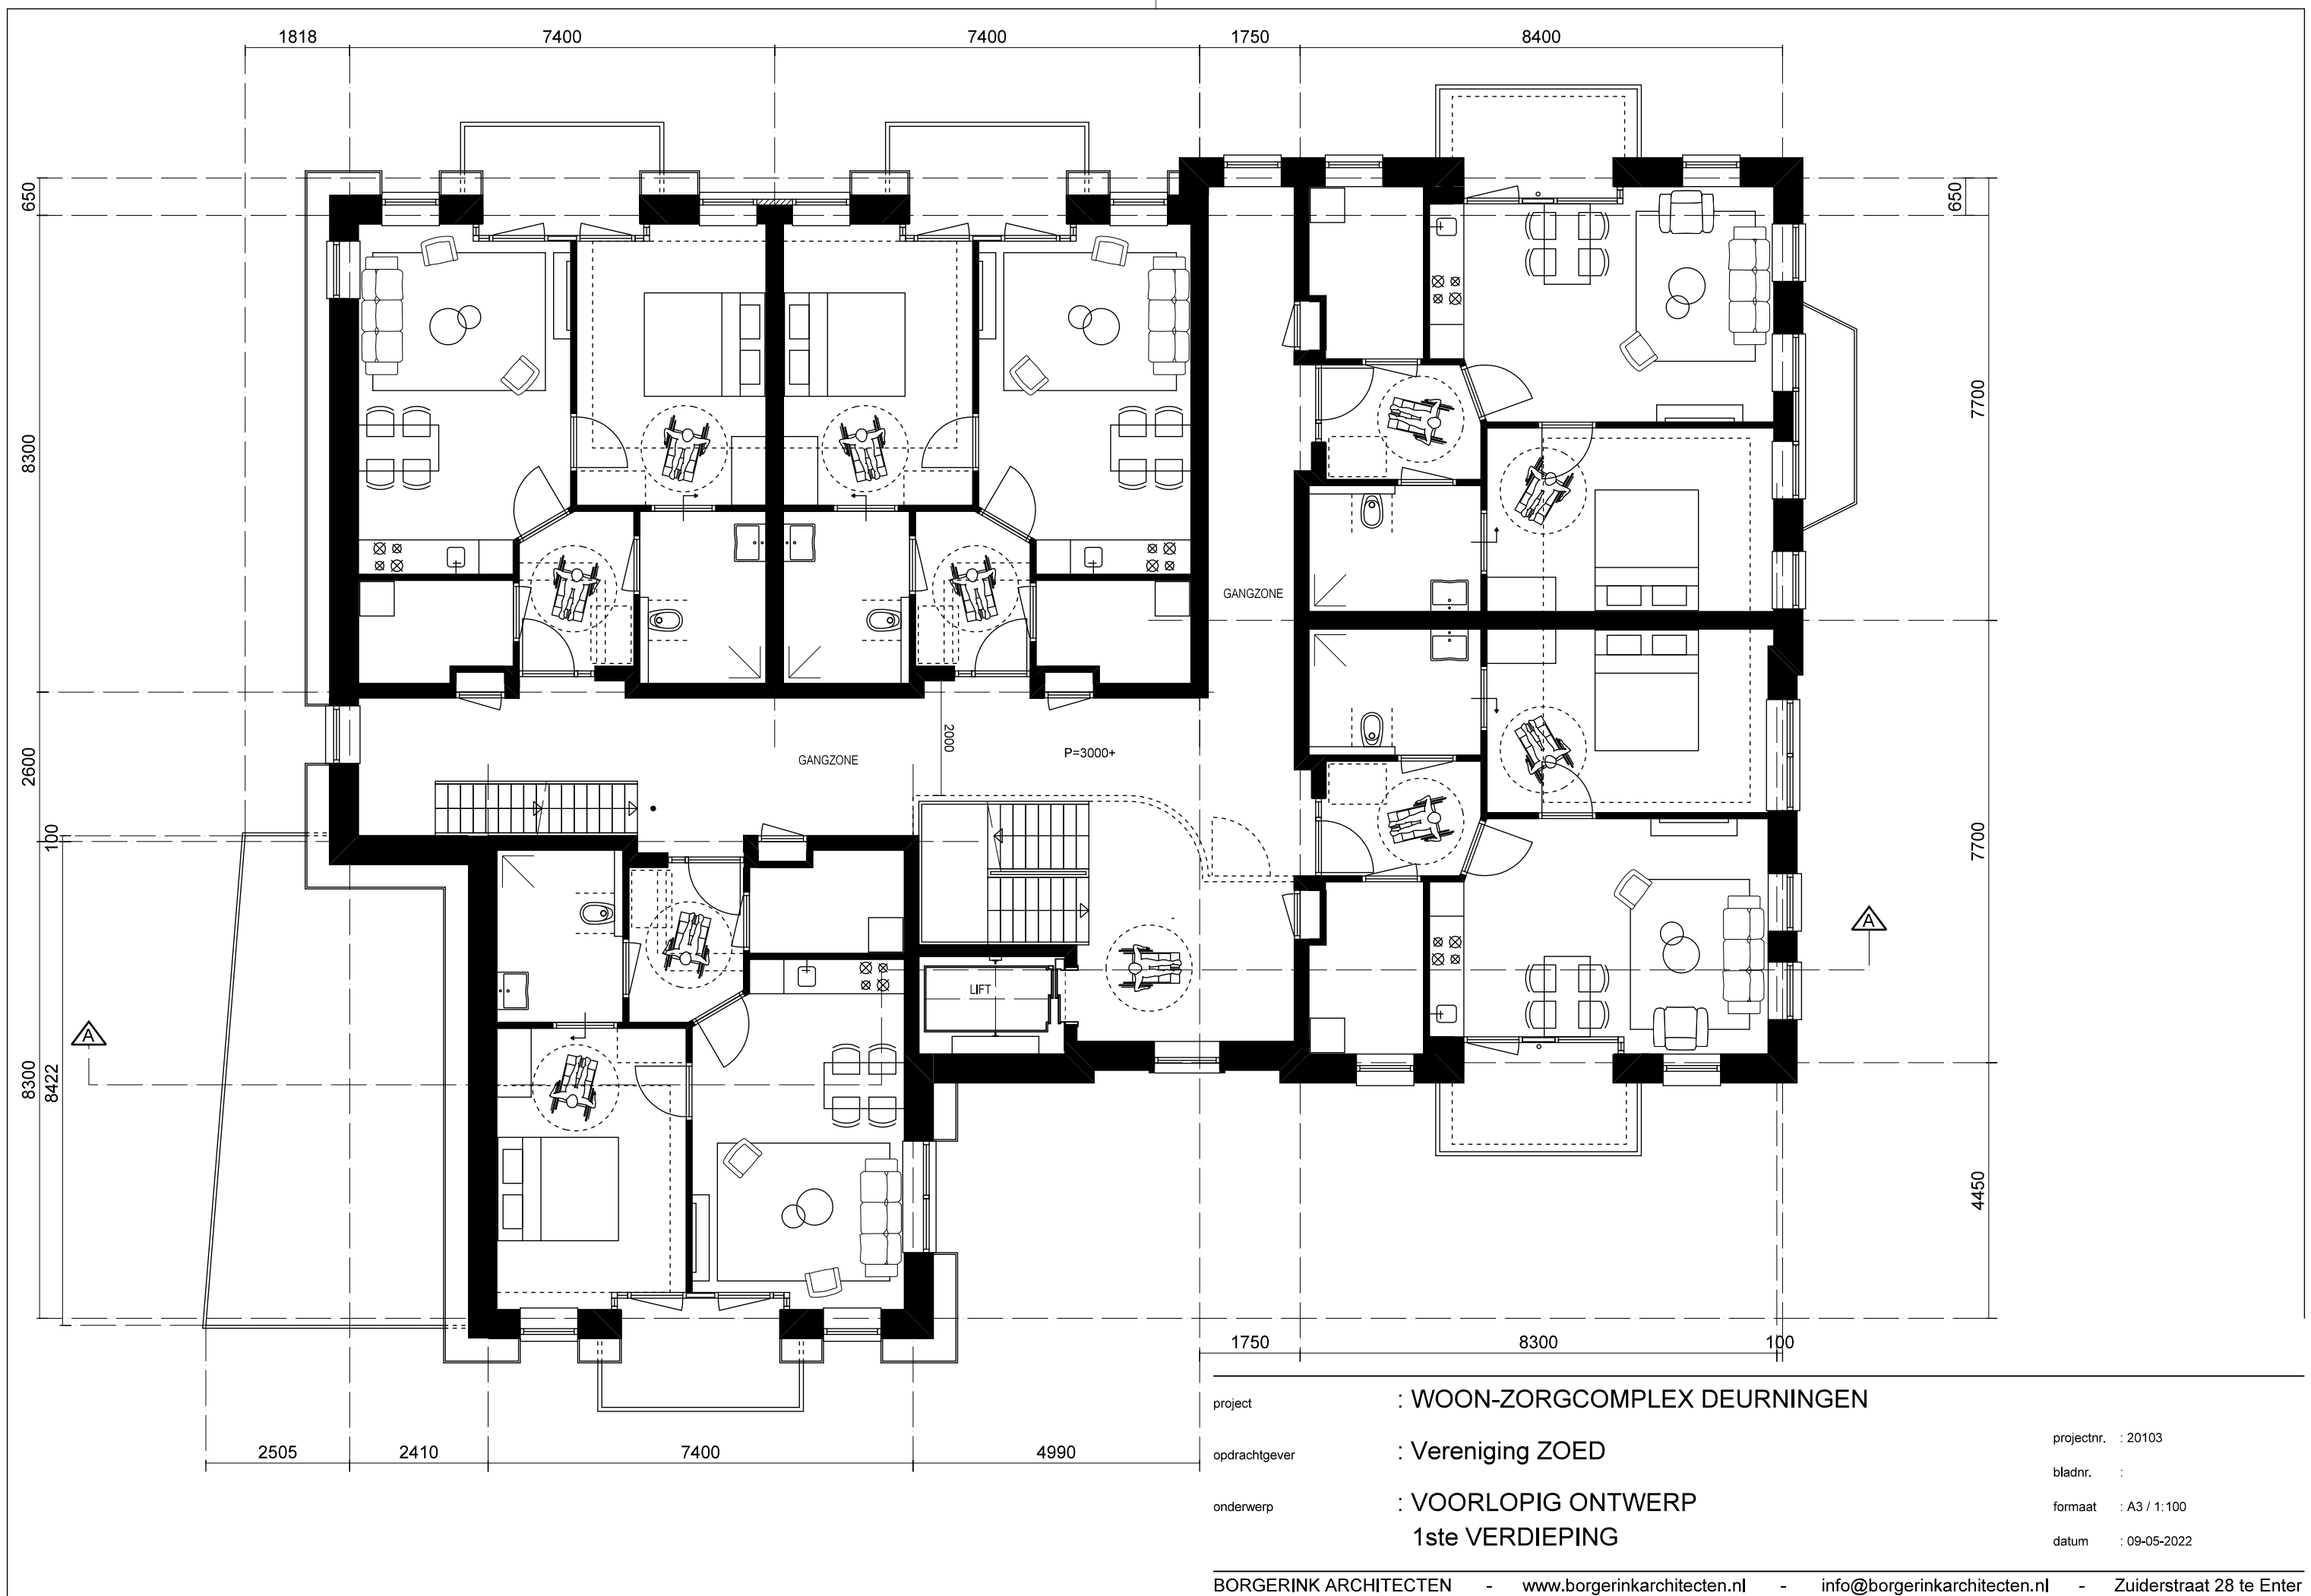 1818 7400 7400 1750 8400
650
650
8300
7700
GANGZONE
2000
P=3000+
GANGZONE
2600
100
7700
A
LIFT
A
8300
8422
4450
1750 8300 100
2505 2410 7400 4990
project : WOON-ZORGCOMPLEX DEURNINGEN
projectnr. : 20103
opdrachtgever : Vereniging ZOED
bladnr. :
onderwerp : VOORLOPIG ONTWERP
formaat : A3 / 1:100
1ste VERDIEPING
datum : 09-05-2022
BORGERINK ARCHITECTEN - www.borgerinkarchitecten.nl - info@borgerinkarchitecten.nl - Zuiderstraat 28 te Enter